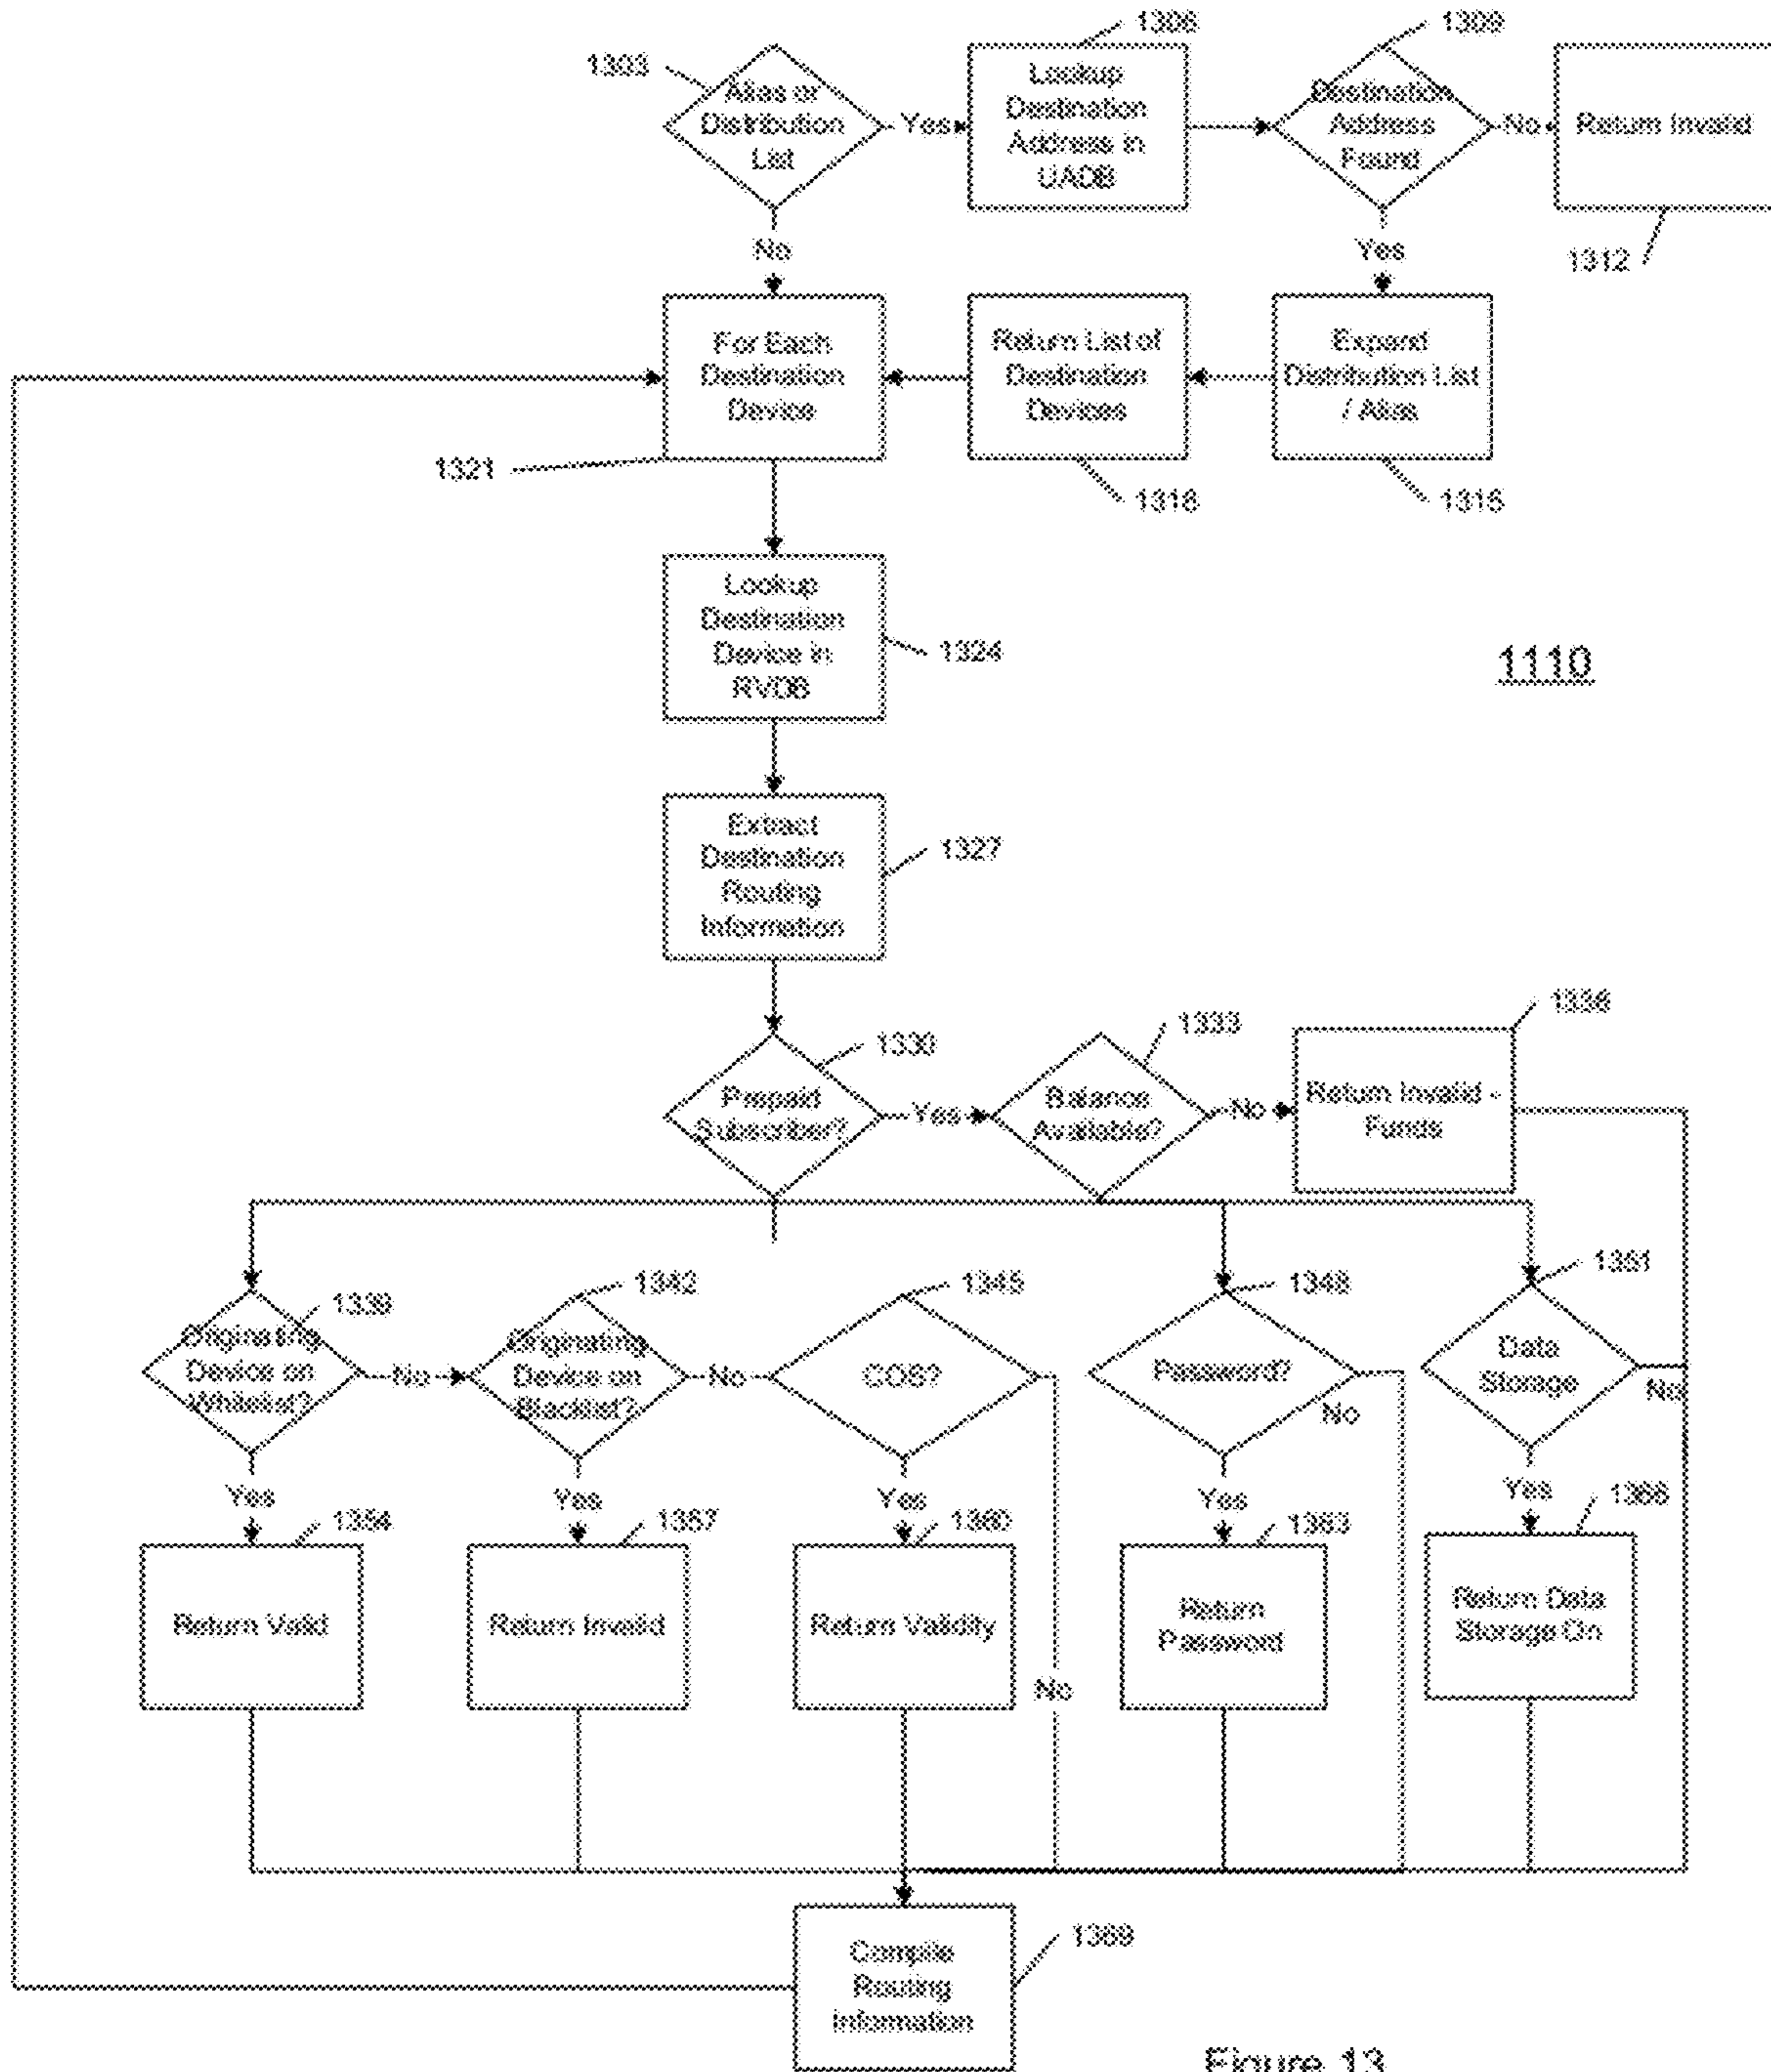 1306
1309
1303
Alias or
Distribution
List
Yes
Lookup
Destination
Address in
UADB
Destination
Address
Found
No
Return Invalid
1312
No
Yes
For Each
Destination
Device
Return List of
Destination
Devices
Expand
Distribution List
/ Alias
1321
1318
1315
Lookup
Destination
Device in
RVDB
1324
1110
Extract
Destination
Routing
Information
1327
1330
1333
1336
Prepaid
Subscriber?
Yes
Balance
Available?
No
Return Invalid -
Funds
1339
1342
1345
1348
1351
Originating
Device on
Whitelist?
No
Originating
Device on
Blacklist?
No
COS?
Password?
No
Data
Storage
No
Yes
Yes
Yes
Yes
Yes
1354
1357
1360
1363
1366
Return Valid
Return Invalid
Return Validity
Return
Password
Return Data
Storage On
No
1369
Compile
Routing
Information
Figure 13